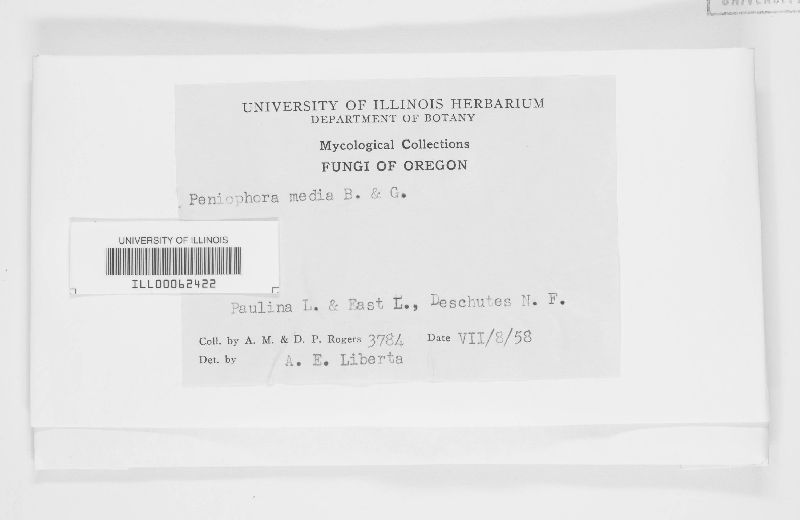 UNIVERSITY OF ILLINOIS HERBARIUM
DEPARTMENT OF BOTANY
Mycological Collections
FUNGI OF OREGON
Peniophora media B. & G.
UNIVERSITY OF ILLINOIS
ILL00062422
Paulina L. & East L., Deschutes N. F.
Coll. by A. M. & D. P. Rogers 3784 Date VII/8/58
Det. by A. E. Liberta